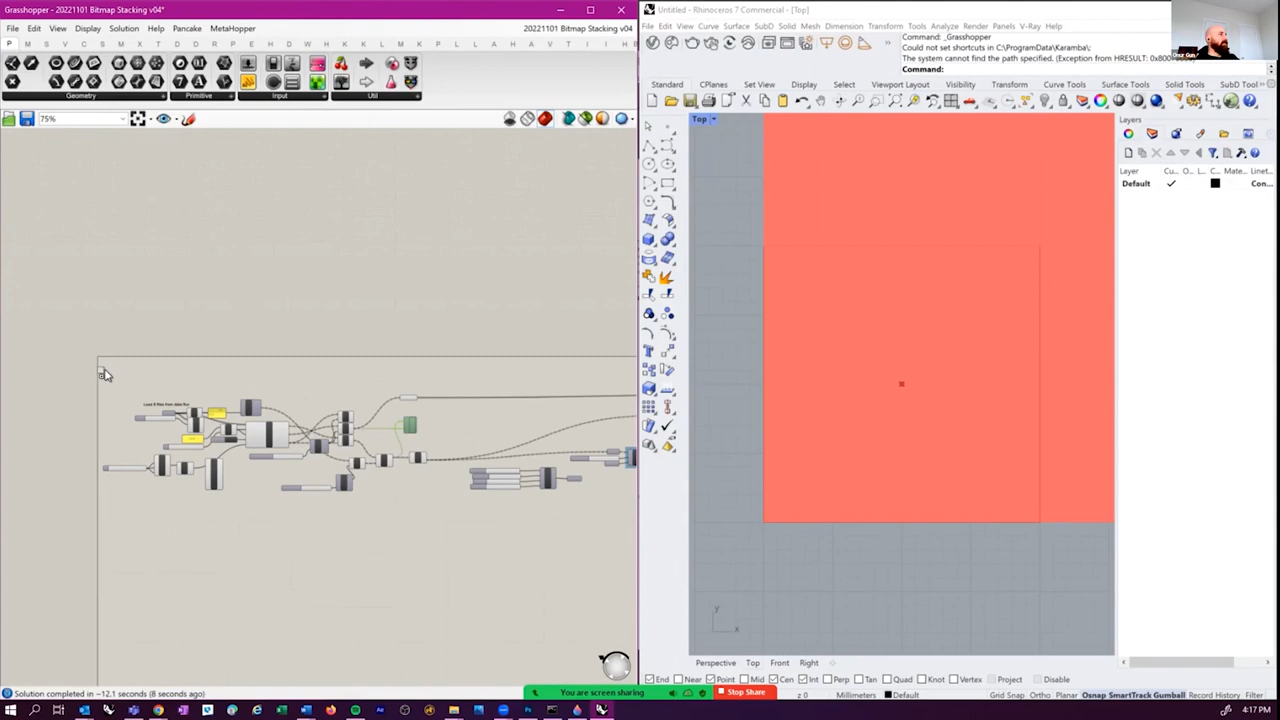 Grasshopper - 20221101 Bitmap Stacking v04*
File Edit View Display Solution Help Pancake MetaHopper
20221101 Bitmap Stacking v04
Geometry Primitive Input Util
75%
Solution completed in ~12.1 seconds (8 seconds ago)
Untitled - Rhinoceros 7 Commercial - [Top]
File Edit View Curve Surface SubD Solid Mesh Dimension Transform Tools Analyze Render Panels V-Ray Help
Command: _Grasshopper
Could not set shortcuts in C:\ProgramData\Karamba\;
The system cannot find the path specified. (Exception from HRESULT:
Command:
Standard CPlanes Set View Display Select Viewport Layout Visibility Transform Curve Tools Surface Tools Solid Tools SubD Tool
Top
Layers
Layer Cu... O... L... C... Mate... Linet...
Default Con...
y
x
Perspective Top Front Right
End Near Point Mid Cen Int Perp Tan Quad Knot Vertex Project Disable
z 0 Millimeters Default Grid Snap Ortho Planar Osnap SmartTrack Gumball Record History Filter
You are screen sharing Stop Share
4:17 PM